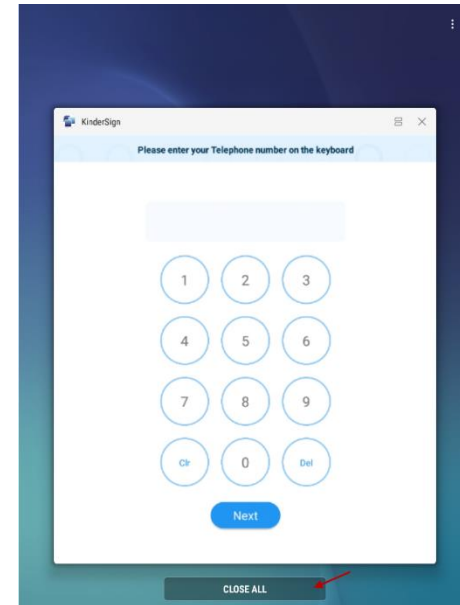 KinderSign
Please enter your Telephone number on the keyboard
1 2 3
4 5 6
7 8 9
Clr 0 Del
Next
CLOSE ALL